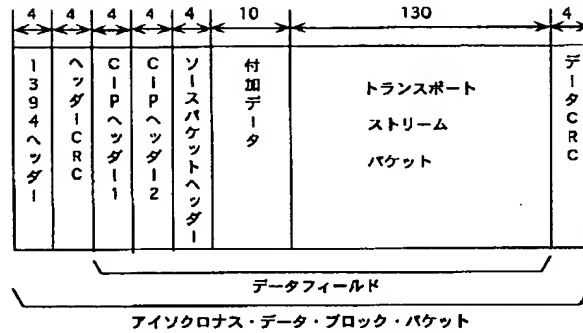 4 4 4 4 4 10 130 4
1394ヘッダー
ヘッダーCRC
CIPヘッダー1
CIPヘッダー2
ソースパケットヘッダー
付加データ
トランスポート
ストリーム
パケット
データCRC
データフィールド
アイソクロナス・データ・ブロック・パケット